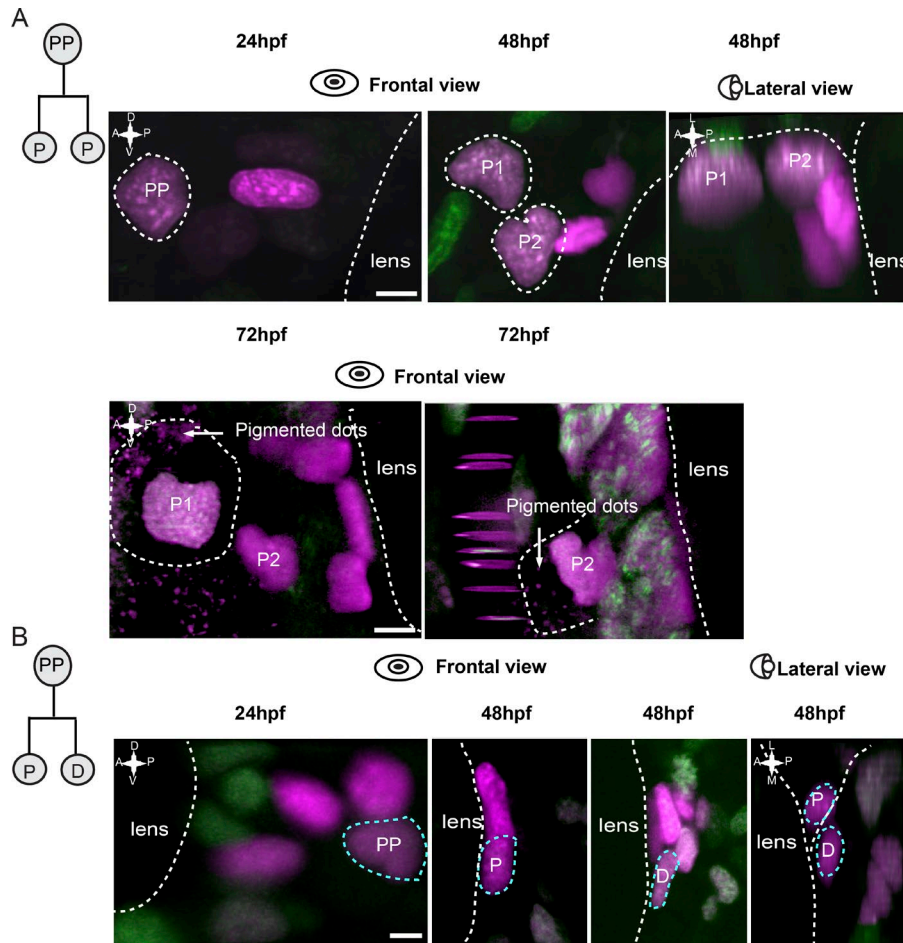 A
PP
P P
24hpf 48hpf 48hpf
Frontal view Lateral view
D
A P
V
PP
lens
P1
P2
lens
L
A P
M
P1
P2
lens
72hpf 72hpf
Frontal view
D
A P
V
Pigmented dots
P1
P2
lens
Pigmented dots
P2
lens
B
PP
P D
Frontal view Lateral view
24hpf 48hpf 48hpf 48hpf
D
A P
V
lens
PP
lens
P
lens
D
L
A P
M
P
lens
D